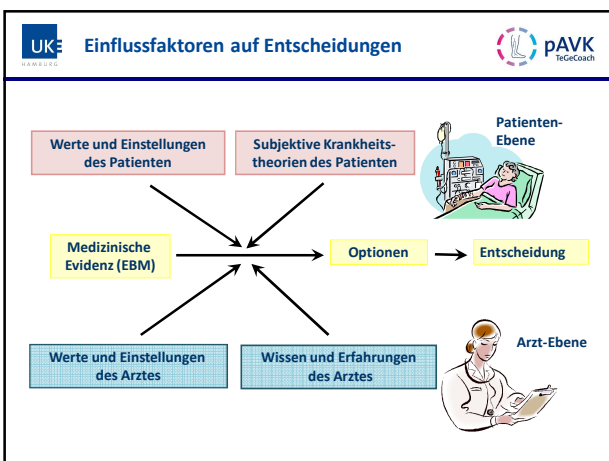 UKE
HAMBURG
Einflussfaktoren auf Entscheidungen
pAVK
TeGeCoach
Patienten-
Ebene
Werte und Einstellungen
des Patienten
Subjektive Krankheits-
theorien des Patienten
Medizinische
Evidenz (EBM)
Optionen
Entscheidung
Arzt-Ebene
Werte und Einstellungen
des Arztes
Wissen und Erfahrungen
des Arztes